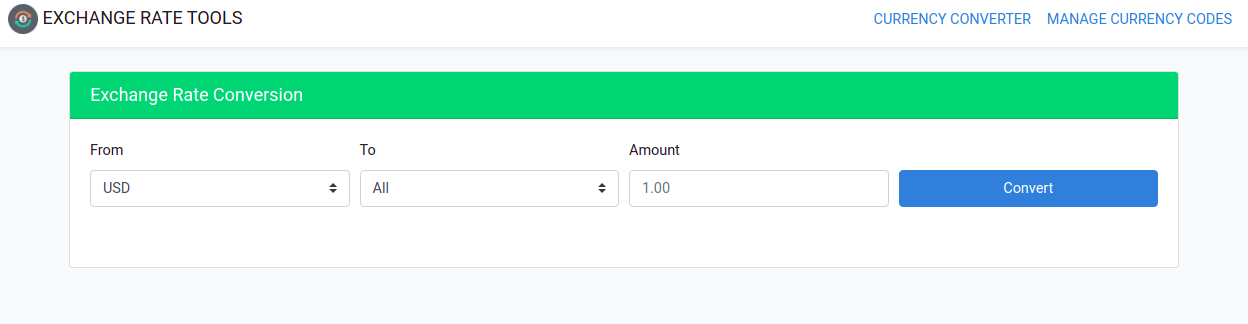 EXCHANGE RATE TOOLS
CURRENCY CONVERTER MANAGE CURRENCY CODES
Exchange Rate Conversion
From To Amount
USD All 1.00 Convert